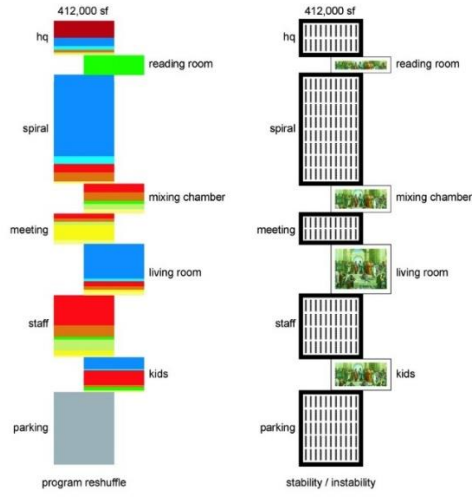 412,000 sf
hq
reading room
spiral
mixing chamber
meeting
living room
staff
kids
parking
program reshuffle
412,000 sf
hq
reading room
spiral
mixing chamber
meeting
living room
staff
kids
parking
stability / instability